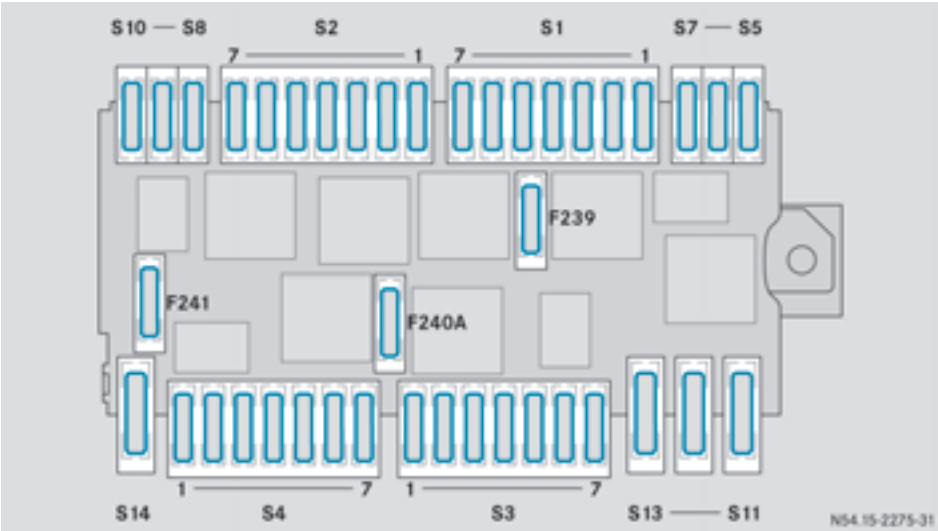 S10 — S8 S2 S1 S7 — S5
7 — 1 7 — 1
F239
F241
F240A
1 — 7 1 — 7
S14 S4 S3 S13 — S11
N54.15-2275-31